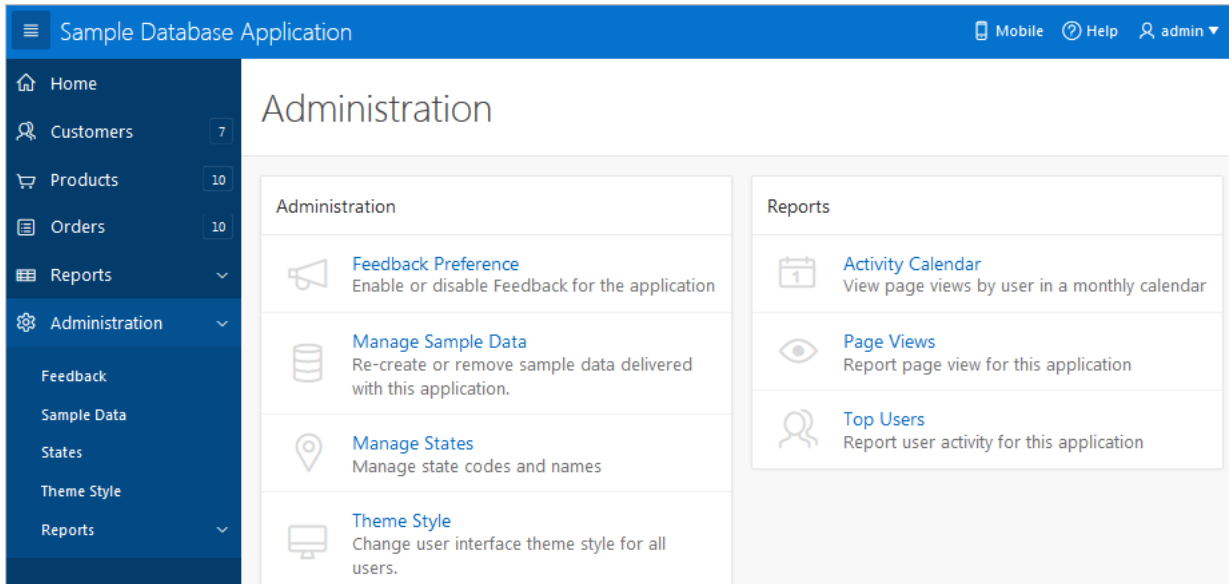 Sample Database Application
Mobile
Help
admin
Home
Customers 7
Products 10
Orders 10
Reports
Administration
Feedback
Sample Data
States
Theme Style
Reports
Administration
Administration
Feedback Preference
Enable or disable Feedback for the application
Manage Sample Data
Re-create or remove sample data delivered
with this application.
Manage States
Manage state codes and names
Theme Style
Change user interface theme style for all
users.
Reports
1
Activity Calendar
View page views by user in a monthly calendar
Page Views
Report page view for this application
Top Users
Report user activity for this application